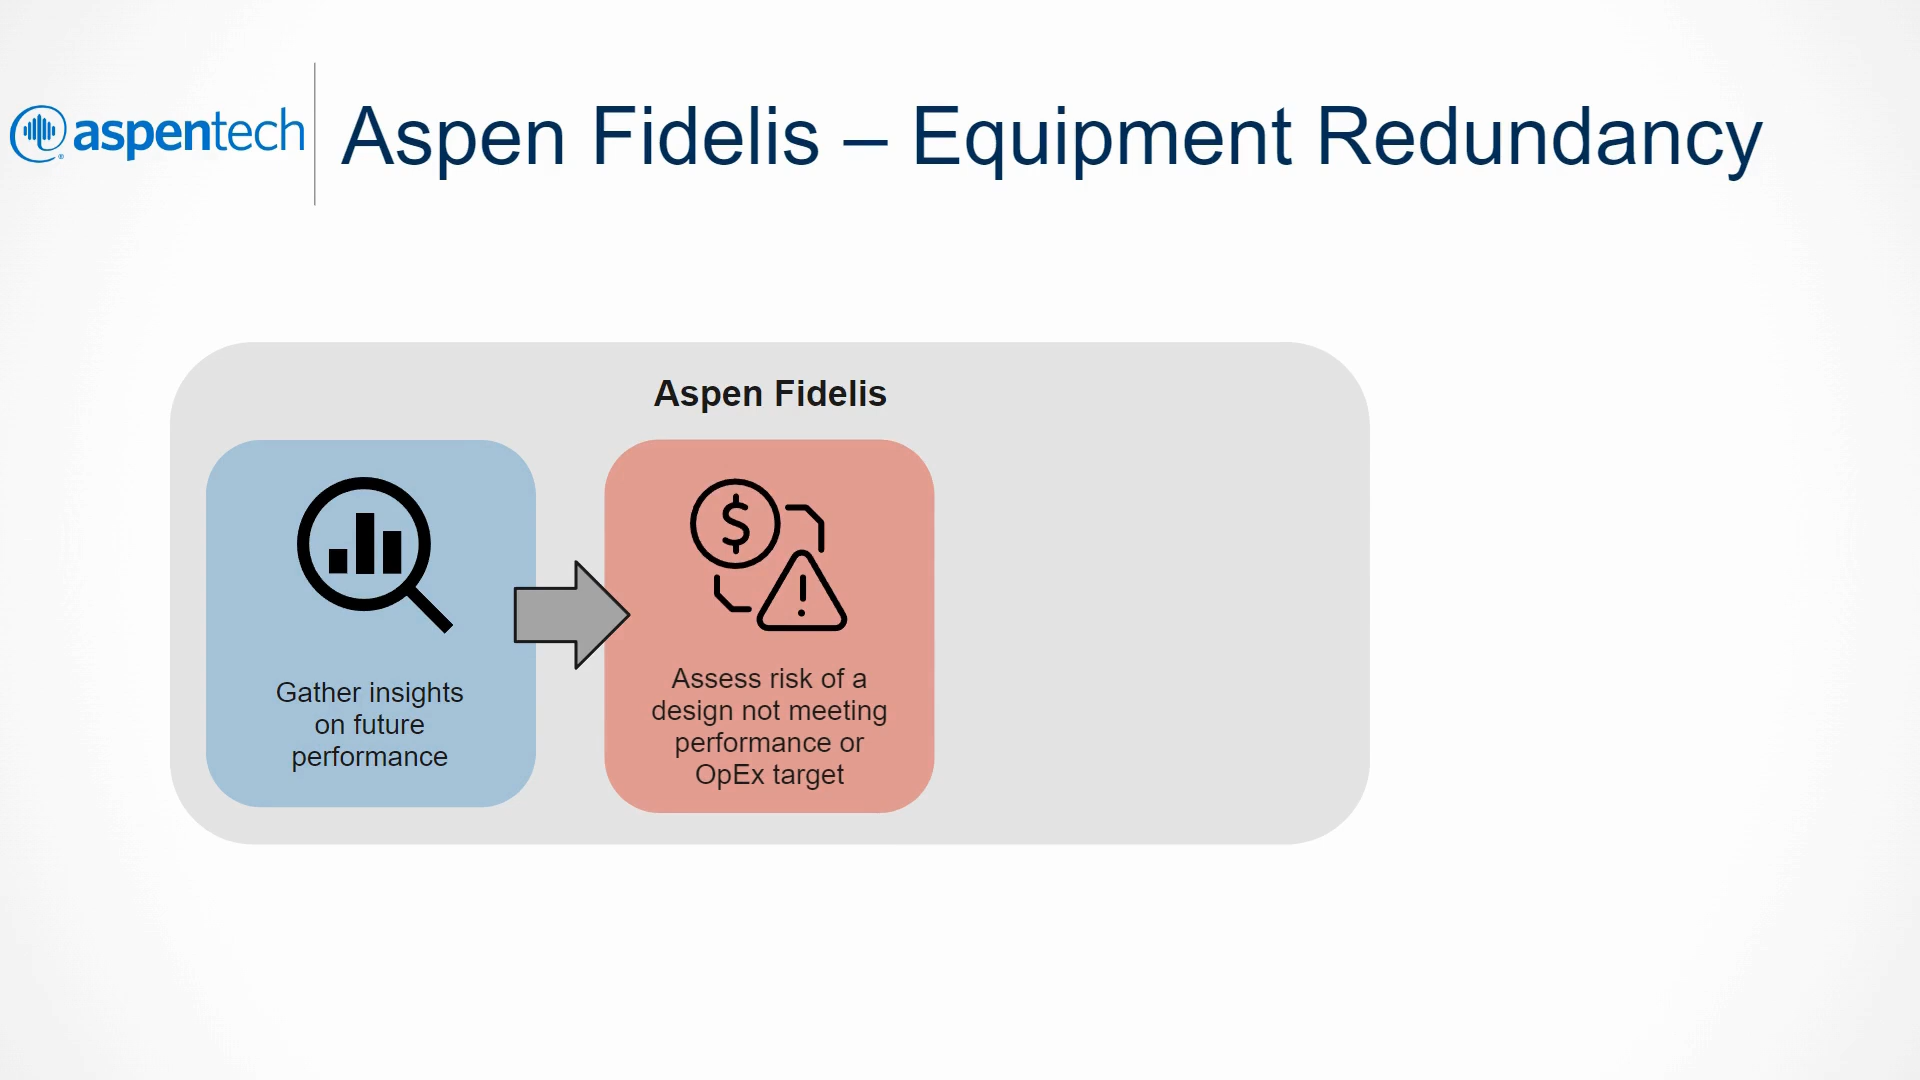 aspentech
Aspen Fidelis – Equipment Redundancy
Aspen Fidelis
Gather insights
on future
performance
$
!
Assess risk of a
design not meeting
performance or
OpEx target